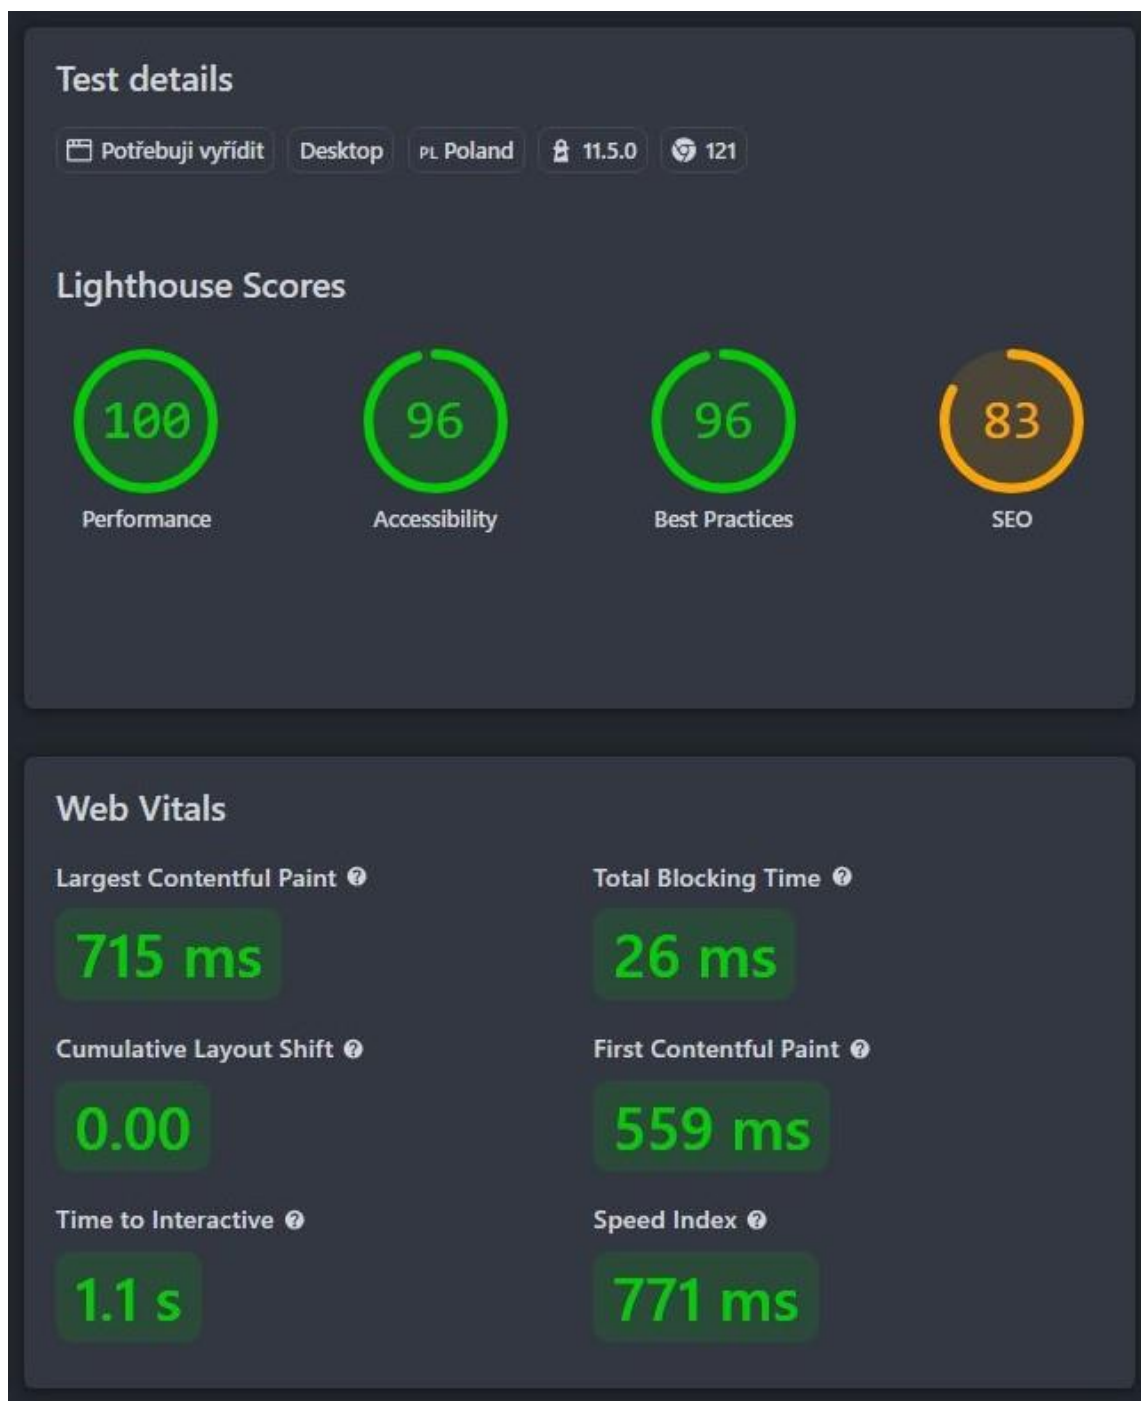 Test details
Potřebuji vyřídit Desktop PL Poland 11.5.0 121
Lighthouse Scores
100 96 96 83
Performance Accessibility Best Practices SEO
Web Vitals
Largest Contentful Paint ? Total Blocking Time ?
715 ms 26 ms
Cumulative Layout Shift ? First Contentful Paint ?
0.00 559 ms
Time to Interactive ? Speed Index ?
1.1 s 771 ms